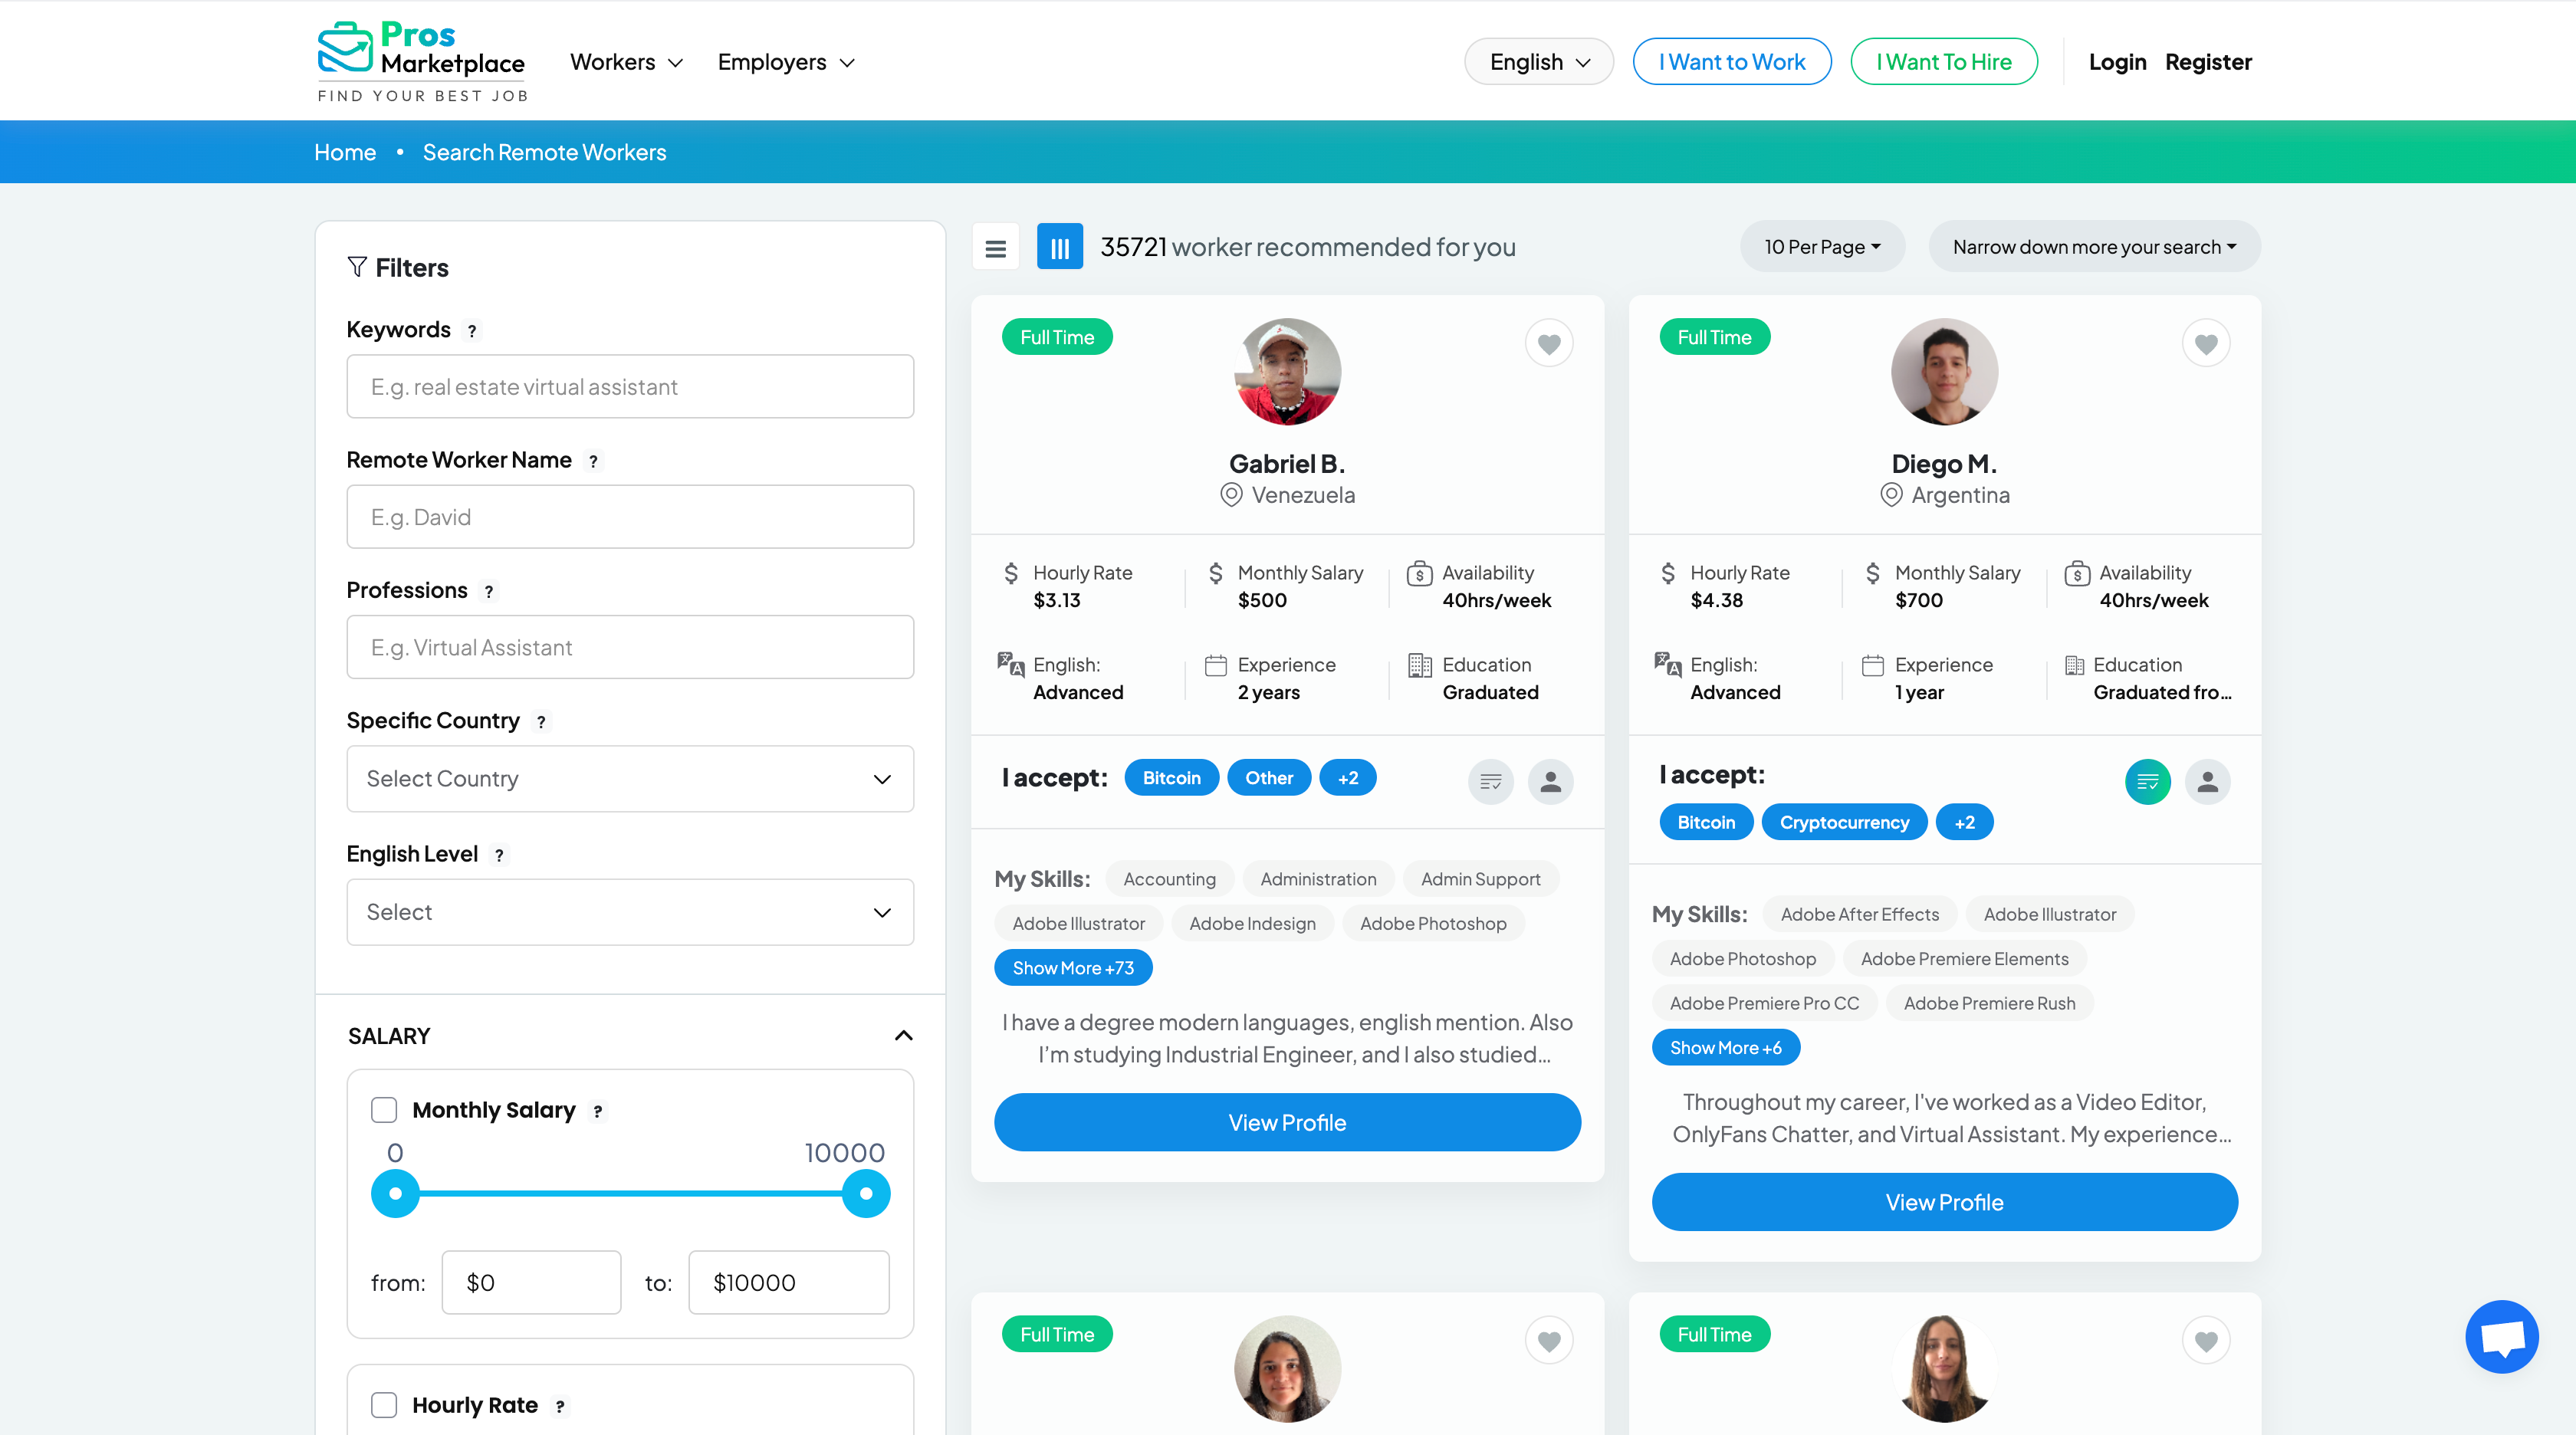 Pros
Marketplace
FIND YOUR BEST JOB
Workers
Employers
English
I Want to Work
I Want To Hire
Login
Register
Home • Search Remote Workers
Filters
Keywords ?
E.g. real estate virtual assistant
Remote Worker Name ?
E.g. David
Professions ?
E.g. Virtual Assistant
Specific Country ?
Select Country
English Level ?
Select
SALARY
Monthly Salary ?
0 10000
from: $0 to: $10000
Hourly Rate ?
35721 worker recommended for you
10 Per Page
Narrow down more your search
Full Time
Gabriel B.
Venezuela
Hourly Rate
$3.13
Monthly Salary
$500
Availability
40hrs/week
English:
Advanced
Experience
2 years
Education
Graduated
I accept: Bitcoin Other +2
My Skills: Accounting Administration Admin Support
Adobe Illustrator Adobe Indesign Adobe Photoshop
Show More +73
I have a degree modern languages, english mention. Also
I'm studying Industrial Engineer, and I also studied...
View Profile
Full Time
Diego M.
Argentina
Hourly Rate
$4.38
Monthly Salary
$700
Availability
40hrs/week
English:
Advanced
Experience
1 year
Education
Graduated fro...
I accept:
Bitcoin Cryptocurrency +2
My Skills: Adobe After Effects Adobe Illustrator
Adobe Photoshop Adobe Premiere Elements
Adobe Premiere Pro CC Adobe Premiere Rush
Show More +6
Throughout my career, I've worked as a Video Editor,
OnlyFans Chatter, and Virtual Assistant. My experience...
View Profile
Full Time
Full Time